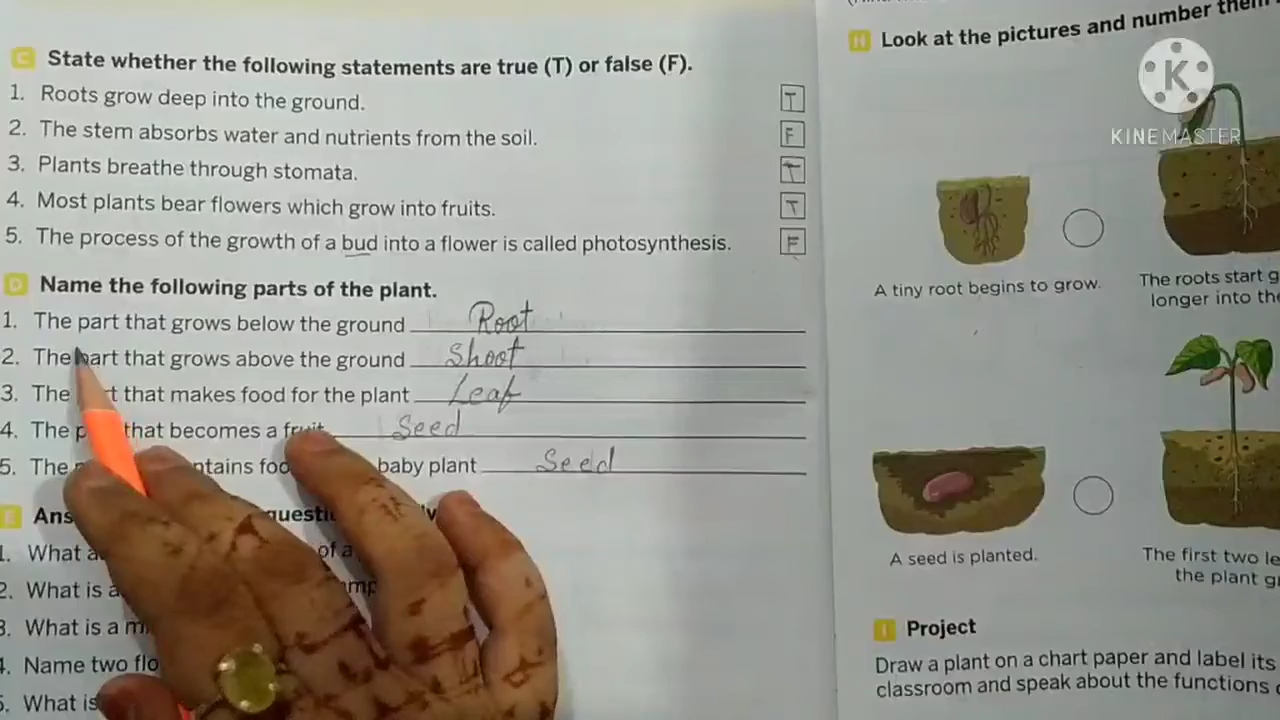 C State whether the following statements are true (T) or false (F).
1. Roots grow deep into the ground. T
2. The stem absorbs water and nutrients from the soil. F
3. Plants breathe through stomata. T
4. Most plants bear flowers which grow into fruits. T
5. The process of the growth of a bud into a flower is called photosynthesis. F
D Name the following parts of the plant.
1. The part that grows below the ground Root
2. The part that grows above the ground Shoot
3. The that makes food for the plant Leaf
4. The that becomes a fruit Seed
5. The baby plant Seed
E
1. What
2. What is
3. What is a
4. Name two
5. What is
H Look at the pictures and number them
KINEMASTER
A tiny root begins to grow.
The roots start
longer into the
A seed is planted.
The first two
the plant
I Project
Draw a plant on a chart paper and label its
classroom and speak about the functions